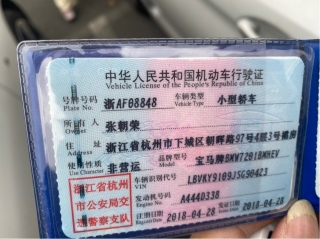 中华人民共和国机动车行驶证
Vehicle License of the People's Republic of China
号牌号码 浙AF08848 车辆类型 小型轿车
Plate No. Vehicle Type
所有人 张朝荣
Owner
住址 浙江省杭州市下城区朝晖路97号4幢3号楼房
Address
使用性质 非营运 品牌型号 宝马牌BMW7201BMHEV
Use Character Model
浙江省杭州市公安局交通警察支队
车辆识别代号 LBVKY9109JSG90423
VIN
发动机号码 A4440338
Engine No.
注册日期 2018-04-28 发证日期 2018-04-28
Register Date Issue Date